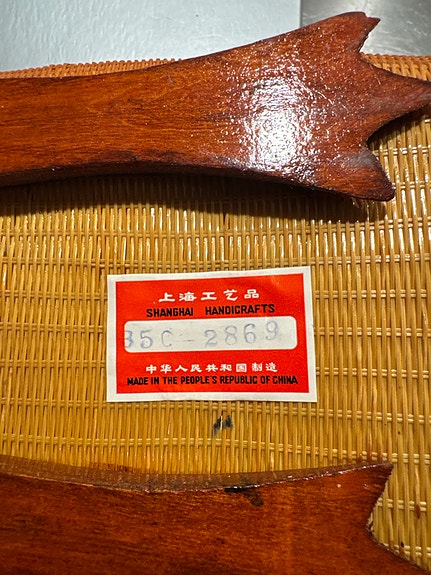 上海工艺品
SHANGHAI HANDICRAFTS
35C-2869
中华人民共和国制造
MADE IN THE PEOPLE'S REPUBLIC OF CHINA